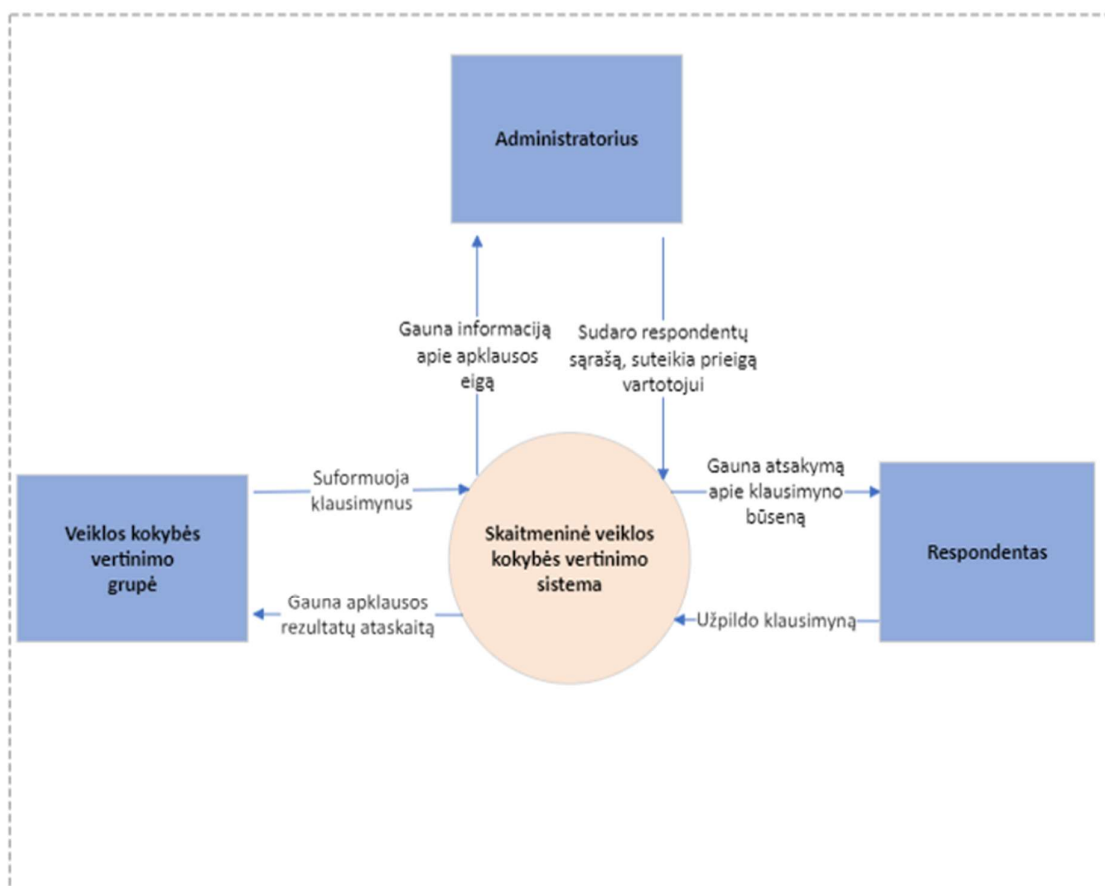 Administratorius
Gauna informaciją
apie apklausos
eigą
Sudaro respondentų
sąrašą, suteikia prieigą
vartotojui
Suformuoja
klausimynus
Gauna atsakymą
apie klausimyno
būseną
Veiklos kokybės
vertinimo
grupė
Skaitmeninė veiklos
kokybės vertinimo
sistema
Respondentas
Gauna apklausos
rezultatų ataskaitą
Užpildo klausimyną